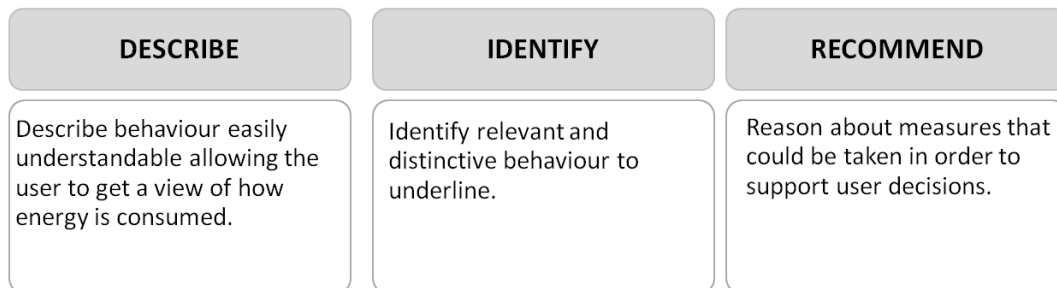 DESCRIBE
Describe behaviour easily
understandable allowing the
user to get a view of how
energy is consumed.
IDENTIFY
Identify relevant and
distinctive behaviour to
underline.
RECOMMEND
Reason about measures that
could be taken in order to
support user decisions.